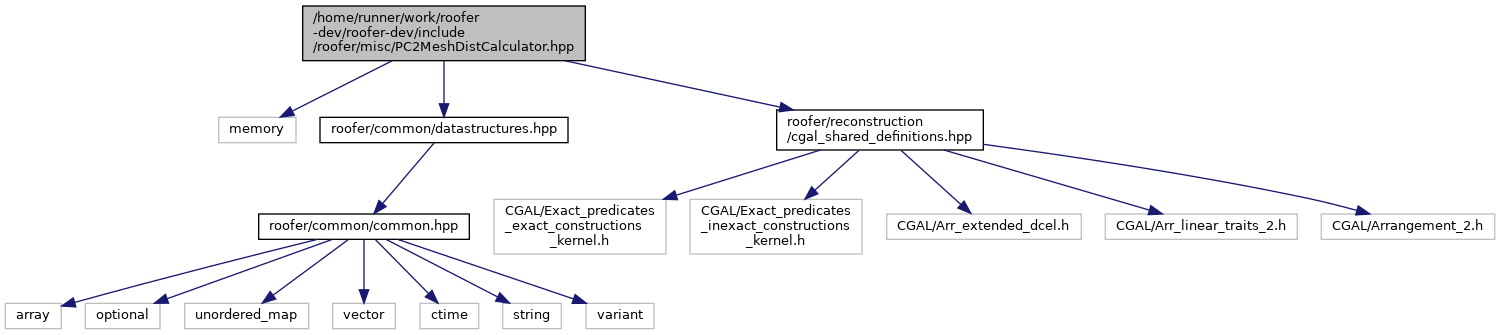 /home/runner/work/roofer
-dev/roofer-dev/include
/roofer/misc/PC2MeshDistCalculator.hpp
memory
roofer/common/datastructures.hpp
roofer/reconstruction
/cgal_shared_definitions.hpp
roofer/common/common.hpp
CGAL/Exact_predicates
_exact_constructions
_kernel.h
CGAL/Exact_predicates
_inexact_constructions
_kernel.h
CGAL/Arr_extended_dcel.h
CGAL/Arr_linear_traits_2.h
CGAL/Arrangement_2.h
array
optional
unordered_map
vector
ctime
string
variant